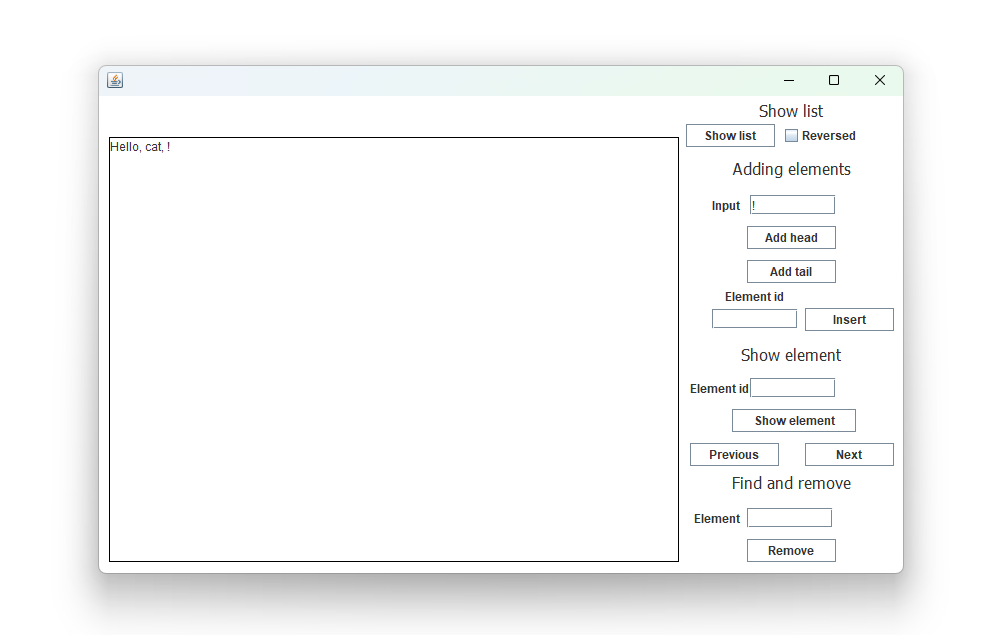 Hello, cat, !
Show list
Show list
Reversed
Adding elements
Input !
Add head
Add tail
Element id
Insert
Show element
Element id
Show element
Previous Next
Find and remove
Element
Remove